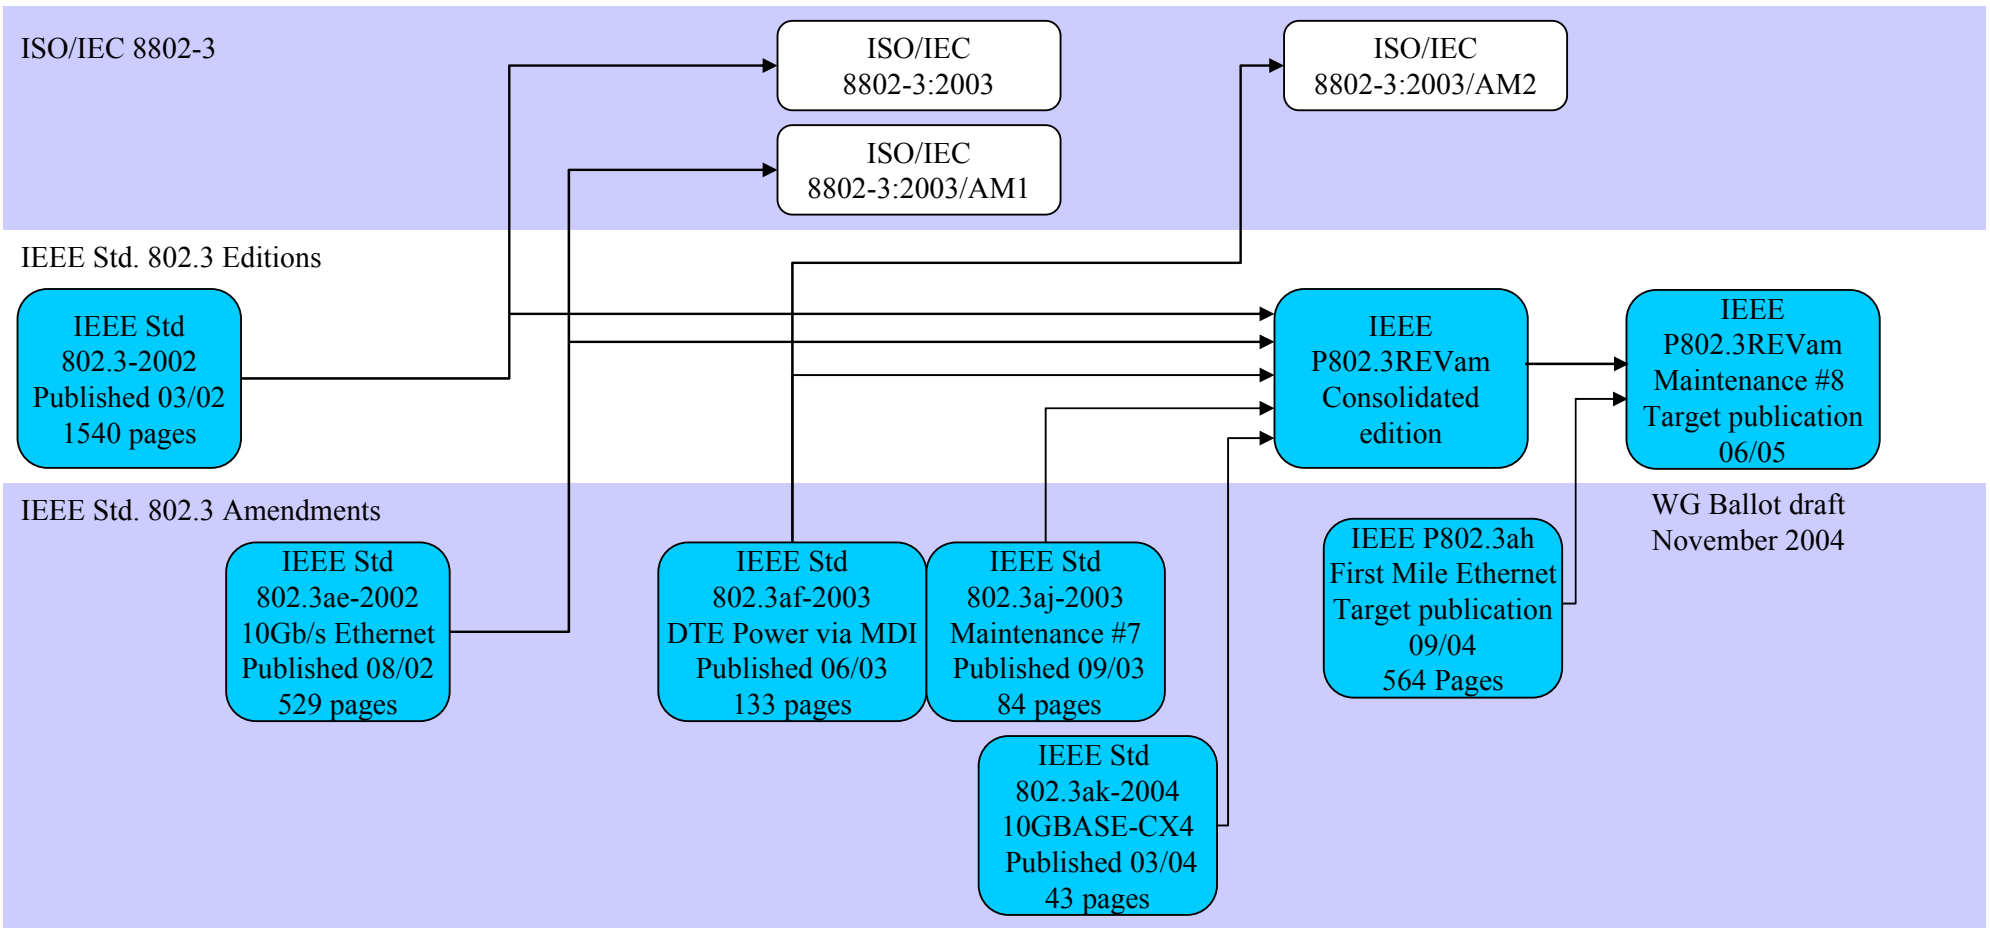 ISO/IEC 8802-3
ISO/IEC
8802-3:2003
ISO/IEC
8802-3:2003/AM2
ISO/IEC
8802-3:2003/AM1
IEEE Std. 802.3 Editions
IEEE Std
802.3-2002
Published 03/02
1540 pages
IEEE
P802.3REVam
Consolidated
edition
IEEE
P802.3REVam
Maintenance #8
Target publication
06/05
IEEE Std. 802.3 Amendments
WG Ballot draft
November 2004
IEEE Std
802.3ae-2002
10Gb/s Ethernet
Published 08/02
529 pages
IEEE Std
802.3af-2003
DTE Power via MDI
Published 06/03
133 pages
IEEE Std
802.3aj-2003
Maintenance #7
Published 09/03
84 pages
IEEE P802.3ah
First Mile Ethernet
Target publication
09/04
564 Pages
IEEE Std
802.3ak-2004
10GBASE-CX4
Published 03/04
43 pages